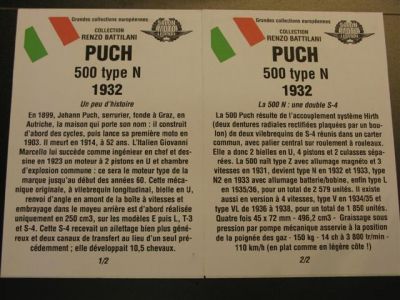 Grandes collections européennes
COLLECTION
RENZO BATTILANI
PUCH
500 type N
1932
Un peu d'histoire
En 1899, Johann Puch, serrurier, fonde à Graz, en
Autriche, la maison qui porte son nom : il construit
d'abord des cycles, puis lance sa première moto en
1903. Il meurt en 1914, à 52 ans. L'Italien Giovanni
Marcello lui succède comme ingénieur en chef et des-
sine en 1923 un moteur à 2 pistons en U et chambre
d'explosion commune : ce sera le moteur type de la
marque jusqu'au début des années 60. Cette méca-
nique originale, à vilebrequin longitudinal, bielle en U,
renvoi d'angle en amont de la boîte à vitesses et
embrayage dans le moyeu arrière est d'abord réalisée
uniquement en 250 cm3, sur les modèles E puis L, T-3
et S-4. Cette S-4 recevait un ailettage bien plus géné-
reux et deux canaux de transfert au lieu d'un seul pré-
cédemment ; elle développait 10,5 chevaux.
1/2
Grandes collections européennes
COLLECTION
RENZO BATTILANI
PUCH
500 type N
1932
La 500 N : une double S-4
La 500 Puch résulte de l'accouplement système Hirth
(deux dentures radiales rectifiées plaquées par un bou-
lon) de deux vilebrequins de S-4 réunis dans un carter
commun, avec palier central sur roulement à rouleaux.
Elle a donc 2 bielles en U, 4 pistons et 2 culasses sépa-
rées. La 500 naît type Z avec allumage magnéto et 3
vitesses en 1931, devient type N en 1932 et 1933, type
N2 en 1933 avec allumage batterie/bobine, enfin type L
en 1935/36, pour un total de 2 579 unités. Il existe
aussi en version à 4 vitesses, type V en 1934/35 et
type VL de 1936 à 1938, pour un total de 1 850 unités.
Quatre fois 45 x 72 mm - 496,2 cm3 - Graissage sous
pression par pompe mécanique asservie à la position
de la poignée des gaz - 150 kg - 14 ch à 3 800 tr/mn -
110 km/h (en plat comme en légère côte !)
2/2